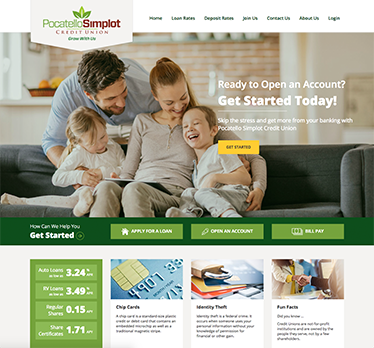 Pocatello Simplot
CREDIT UNION
Grow With Us
Home Loan Rates Deposit Rates Join Us Contact Us About Us Login
Ready to Open an Account?
Get Started Today!
Skip the stress and get more from your banking with
Pocatello Simplot Credit Union
GET STARTED
How Can We Help You
Get Started
APPLY FOR A LOAN
OPEN AN ACCOUNT
BILL PAY
Auto Loans
as low as
3.24 % APR
RV Loans
as low as
3.49 % APR
Regular
Shares
0.15 % APY
Share
Certificates
1.71 % APY
Chip Cards
A chip card is a standard-size plastic
credit or debit card that contains an
embedded microchip as well as a
traditional magnetic stripe.
Identity Theft
Identity theft is a federal crime. It
occurs when someone uses your
personal information without your
knowledge or permission for
financial or other gain.
Fun Facts
Did you know...
Credit Unions are not-for-profit
institutions and are owned by the
people they serve, not by a few
shareholders.